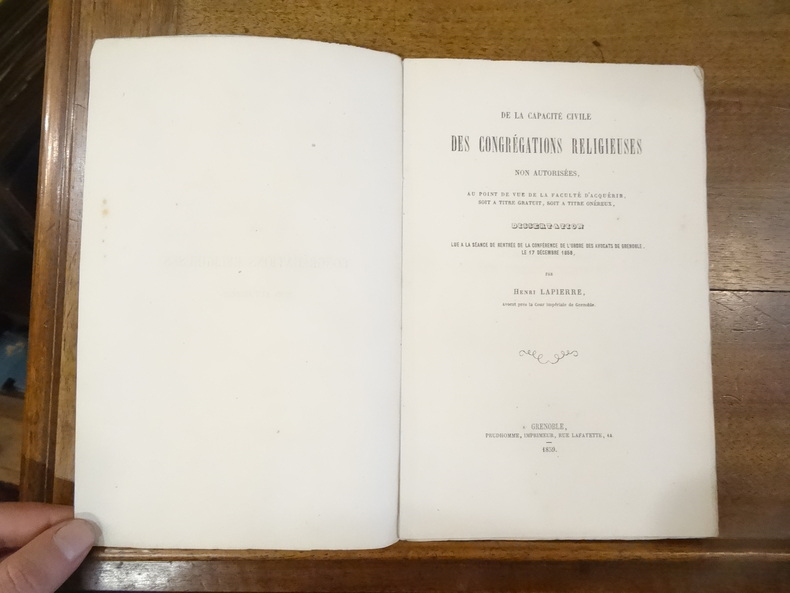 DE LA CAPACITÉ CIVILE
DES CONGRÉGATIONS RELIGIEUSES
NON AUTORISÉES,
AU POINT DE VUE DE LA FACULTÉ D'ACQUÉRIR,
SOIT A TITRE GRATUIT, SOIT A TITRE ONÉREUX,
DISSERTATION
LUE A LA SÉANCE DE RENTRÉE DE LA CONFÉRENCE DE L'ORDRE DES AVOCATS DE GRENOBLE,
LE 17 DÉCEMBRE 1858,
PAR
HENRI LAPIERRE,
Avocat près la Cour impériale de Grenoble.
GRENOBLE,
PRUDHOMME, IMPRIMEUR, RUE LAFAYETTE, 14.
1859.